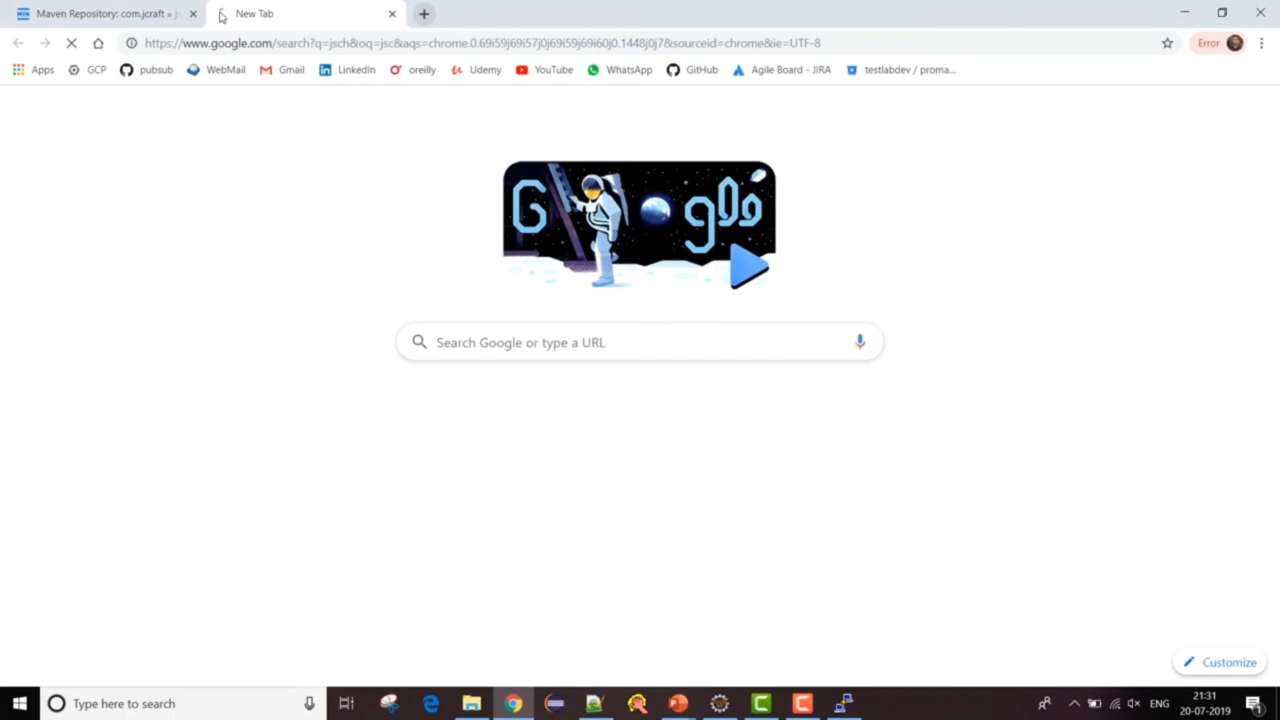 Maven Repository: com.jcraft » js
New Tab
https://www.google.com/search?q=jsch&oq=jsc&aqs=chrome.0.69i59j69i57j0j69i59j69i60j0.1448j0j7&sourceid=chrome&ie=UTF-8
Error
Apps
GCP
pubsub
WebMail
Gmail
LinkedIn
oreilly
Udemy
YouTube
WhatsApp
GitHub
Agile Board - JIRA
testlabdev / proma...
Search Google or type a URL
Customize
Type here to search
ENG
21:31
20-07-2019
1